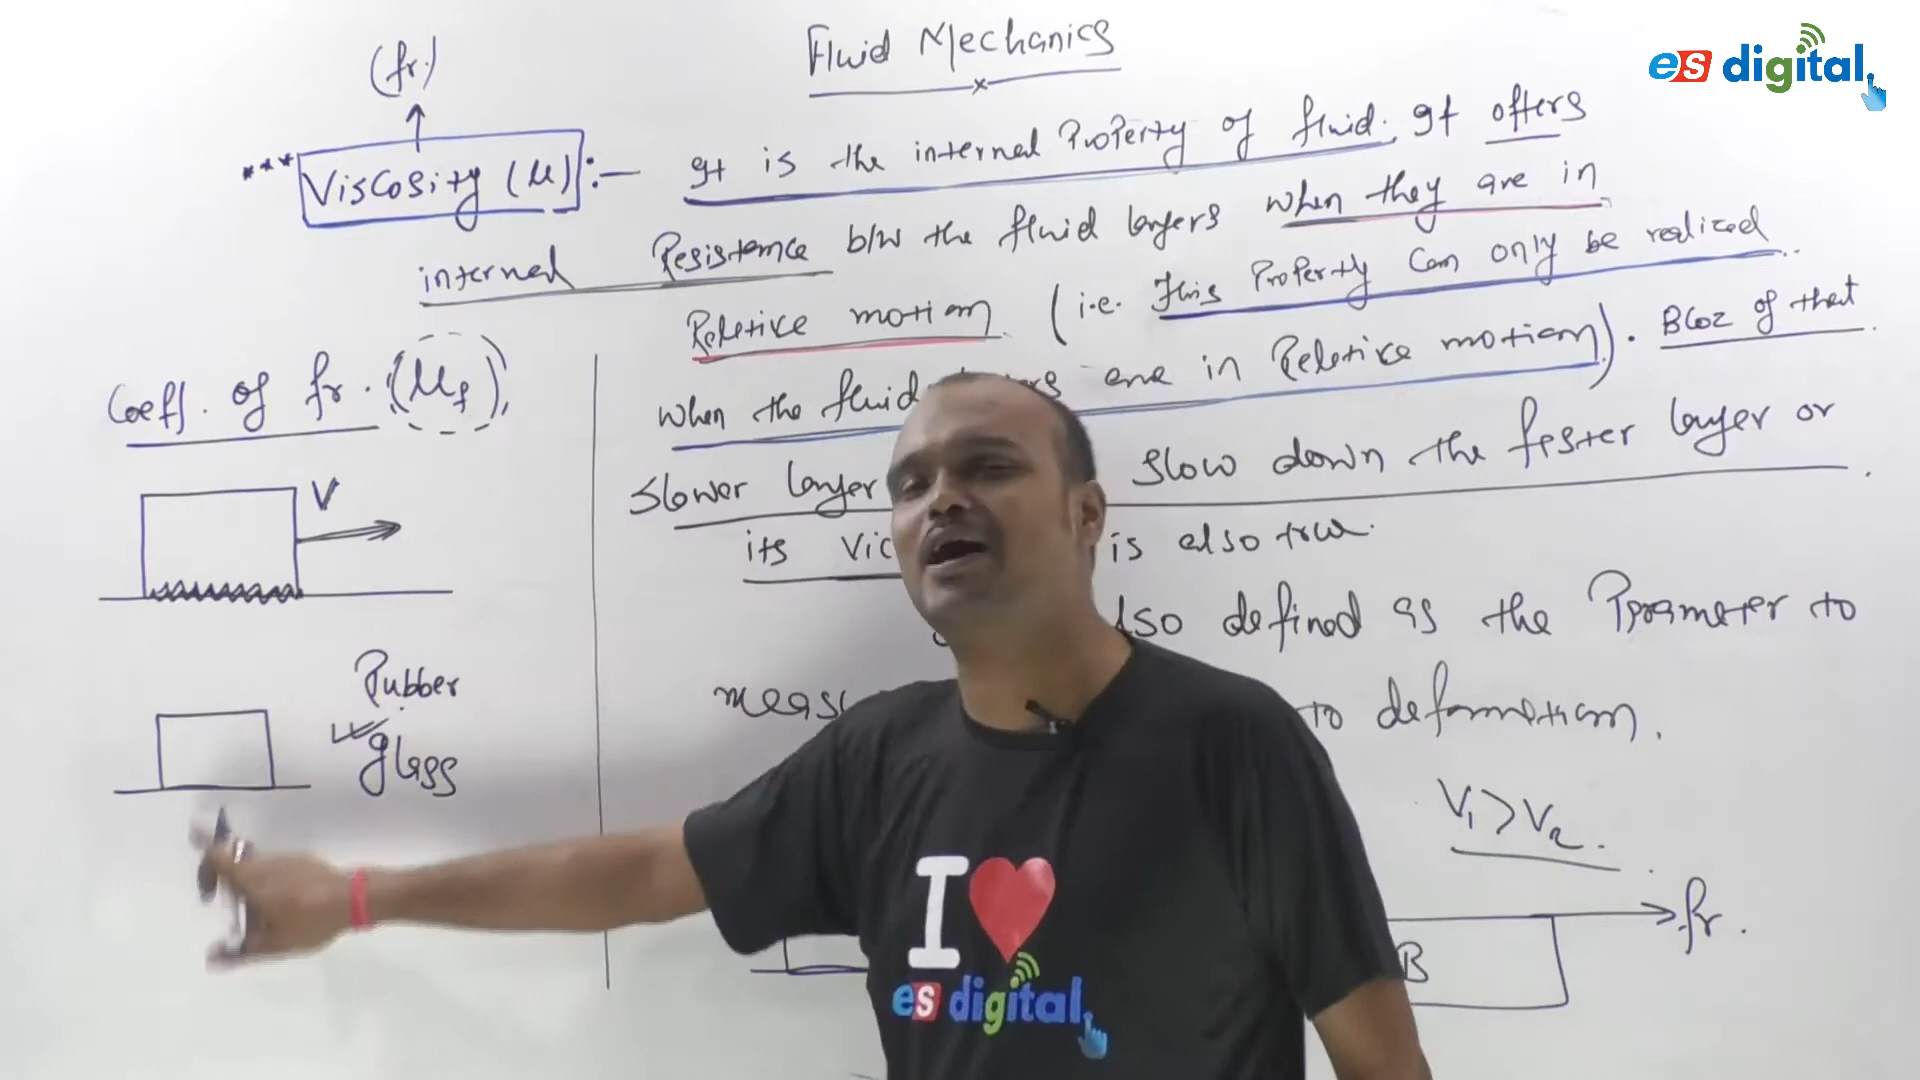 Fluid Mechanics
es digital.
(fr.)
*** Viscosity (μ) :- It is the internal Property of fluid. It offers
internal Resistance b/w the fluid layers when they are in
Relative motion (i.e. This Property can only be realized
when the fluid are in Relative motion). Bcoz of that
Slower layer slow down the faster layer or
its vic is also true.
also defined as the Parameter to
meas to deformation.
Coeff. of fr. (μf)
V
Rubber
glass
V1 > V2.
fr.
B
I
es digital.